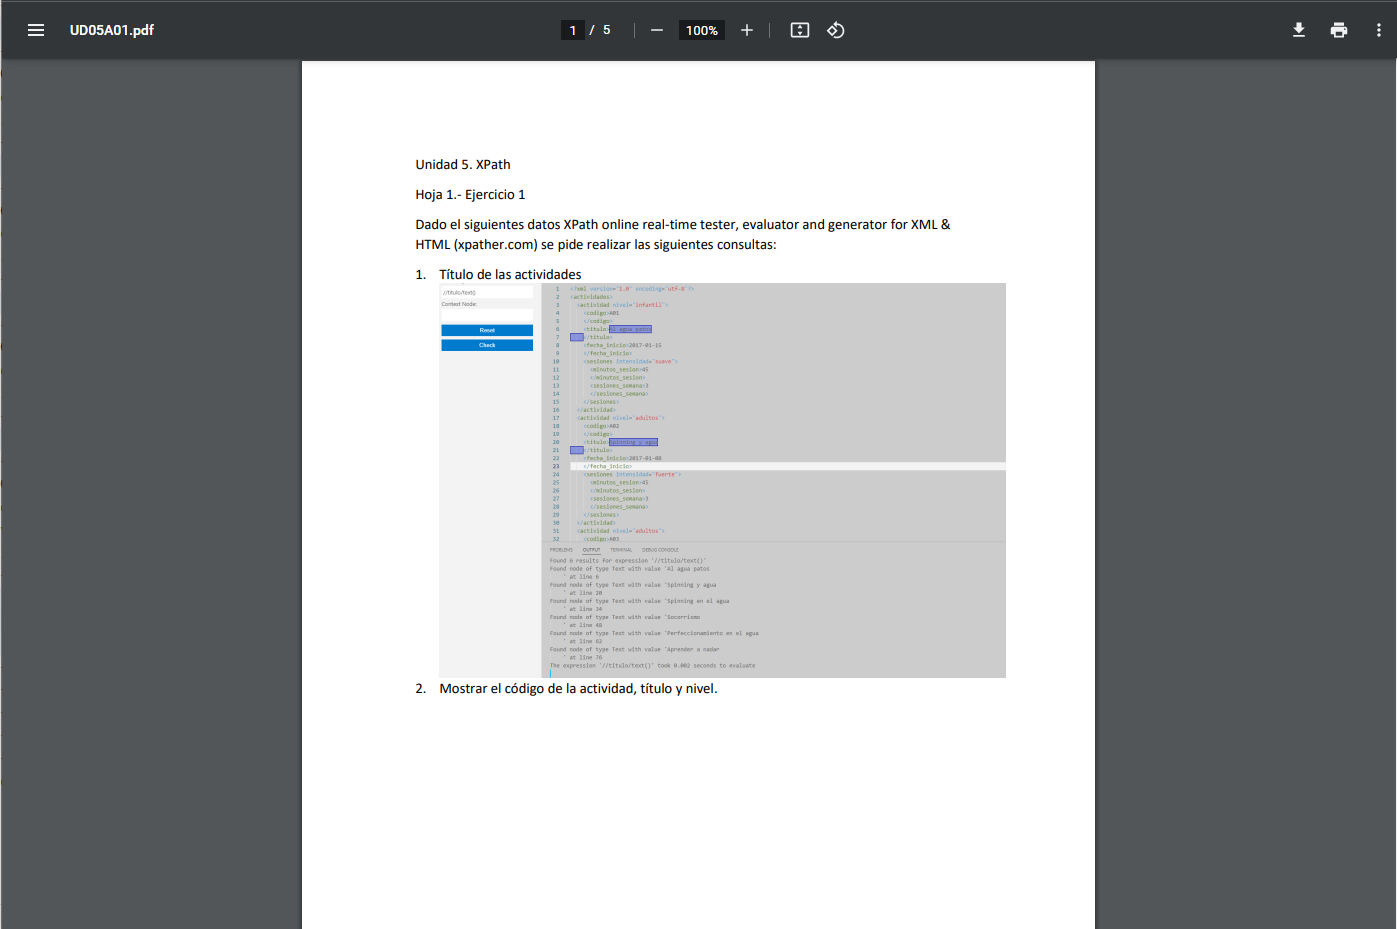 UD05A01.pdf
1 / 5
100%
Unidad 5. XPath
Hoja 1.- Ejercicio 1
Dado el siguientes datos XPath online real-time tester, evaluator and generator for XML &
HTML (xpather.com) se pide realizar las siguientes consultas:
1. Título de las actividades
//titulo/text()
Context Node:
Reset
Check
1 <?xml version='1.0' encoding='utf-8'?>
2 <actividades>
3 <actividad nivel='infantil'>
4 <codigo>A01
5 </codigo>
6 <titulo>Al agua patos
7 </titulo>
8 <fecha_inicio>2017-01-15
9 </fecha_inicio>
10 <sesiones intensidad='suave'>
11 <minutos_sesion>45
12 </minutos_sesion>
13 <sesiones_semana>3
14 </sesiones_semana>
15 </sesiones>
16 </actividad>
17 <actividad nivel='adultos'>
18 <codigo>A02
19 </codigo>
20 <titulo>Spinning y agua
21 </titulo>
22 <fecha_inicio>2017-01-08
23 </fecha_inicio>
24 <sesiones intensidad='fuerte'>
25 <minutos_sesion>45
26 </minutos_sesion>
27 <sesiones_semana>3
28 </sesiones_semana>
29 </sesiones>
30 </actividad>
31 <actividad nivel='adultos'>
32 <codigo>A03
PROBLEMS OUTPUT TERMINAL DEBUG CONSOLE
Found 6 results for expression '//titulo/text()'
Found node of type Text with value 'Al agua patos
' at line 6
Found node of type Text with value 'Spinning y agua
' at line 20
Found node of type Text with value 'Spinning en el agua
' at line 34
Found node of type Text with value 'Socorrismo
' at line 48
Found node of type Text with value 'Perfeccionamiento en el agua
' at line 62
Found node of type Text with value 'Aprender a nadar
' at line 76
The expression '//titulo/text()' took 0.002 seconds to evaluate
2. Mostrar el código de la actividad, título y nivel.